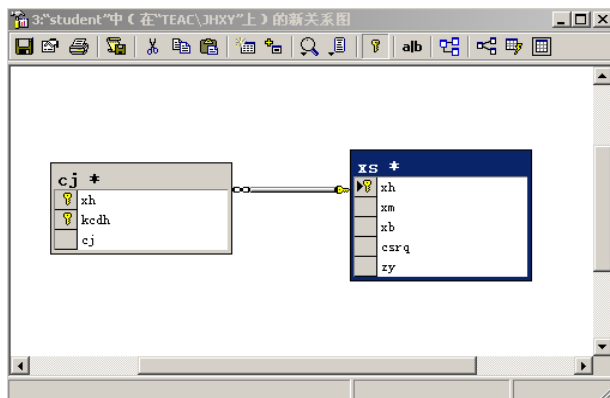 3:“student”中（在“TEAC\JHXY”上）的新关系图
a|b
cj *
xh
kcdh
cj
xs *
xh
xm
xb
csrq
zy